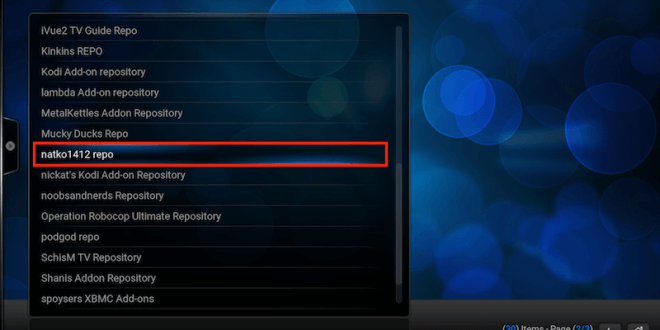 iVue2 TV Guide Repo
Kinkins REPO
Kodi Add-on repository
lambda Add-on repository
MetalKettles Addon Repository
Mucky Ducks Repo
natko1412 repo
nickat's Kodi Add-on Repository
noobsandnerds Repository
Operation Robocop Ultimate Repository
podgod repo
SchisM TV Repository
Shanis Addon Repository
spoysers XBMC Add-ons
(30) Items - Page (2/3)